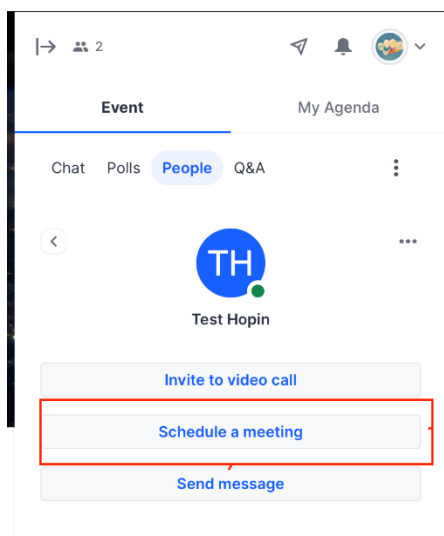 2
Event My Agenda
Chat Polls People Q&A
TH
Test Hopin
Invite to video call
Schedule a meeting
Send message